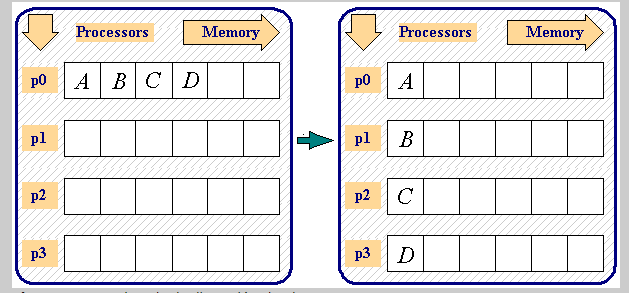 Processors Memory
p0 A B C D
p1
p2
p3
Processors Memory
p0 A
p1 B
p2 C
p3 D